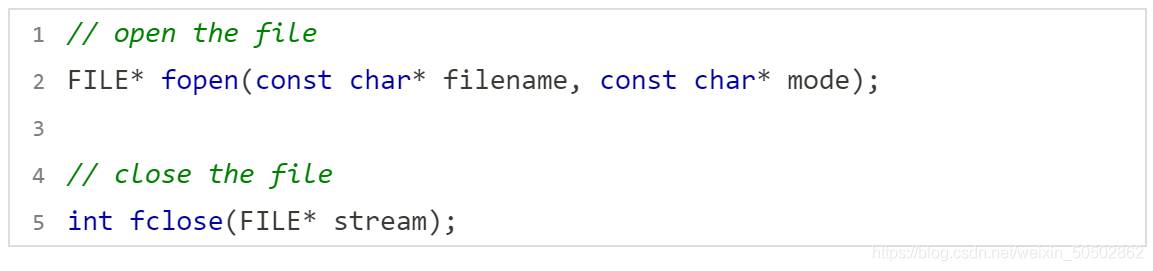 1 // open the file
2 FILE* fopen(const char* filename, const char* mode);
3
4 // close the file
5 int fclose(FILE* stream);
https://blog.csdn.net/weixin_50502862